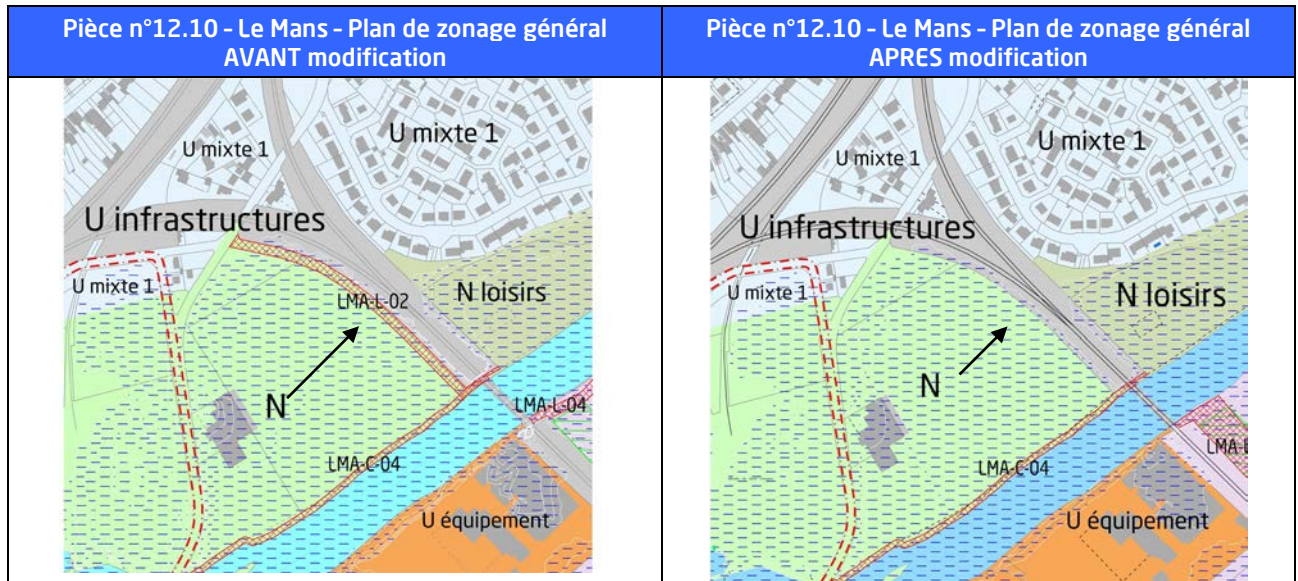 Pièce n°12.10 – Le Mans – Plan de zonage général
AVANT modification
Pièce n°12.10 – Le Mans – Plan de zonage général
APRES modification
U mixte 1
U mixte 1
U infrastructures
U mixte 1
LMA-L-02
N loisirs
N
LMA-L-04
LMA-C-04
U équipement
U mixte 1
U mixte 1
U infrastructures
U mixte 1
N loisirs
N
LMA-C-04
U équipement